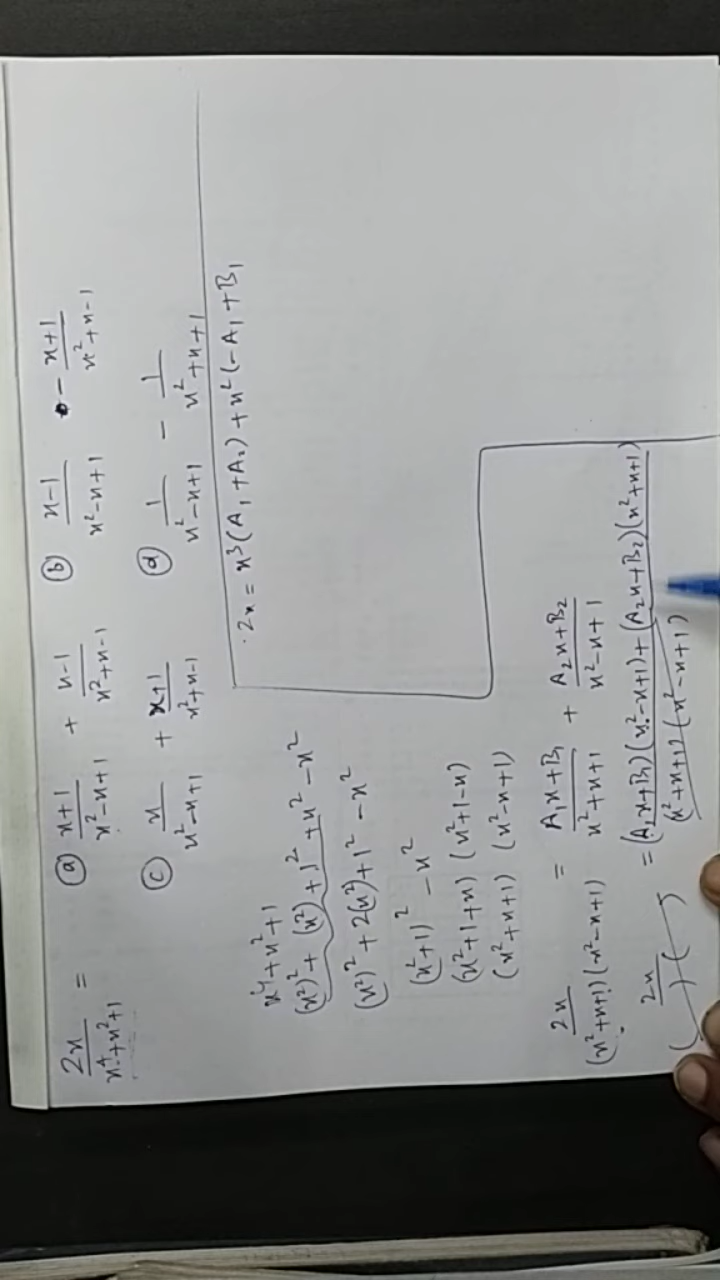 2x / x⁴+x²+1 = (a) x+1 / x²-x+1 + x-1 / x²+x-1 (b) x-1 / x²-x+1 - x+1 / x²+x-1
(c) x / x²-x+1 + x+1 / x²+x-1 (d) 1 / x²-x+1 - 1 / x²+x+1
x⁴+x²+1
(x²)² + (x²) + 1² + x² - x²
(x²)² + 2(x²) + 1² - x²
(x²+1)² - x²
(x²+1+x) (x²+1-x)
(x²+x+1) (x²-x+1)
2x / (x²+x+1)(x²-x+1) = A₁x+B₁ / x²+x+1 + A₂x+B₂ / x²-x+1
2x / ( )( ) = (A₁x+B₁)(x²-x+1) + (A₂x+B₂)(x²+x+1) / (x²+x+1)(x²-x+1)
2x = x³(A₁+A₂) + x²(-A₁+B₁